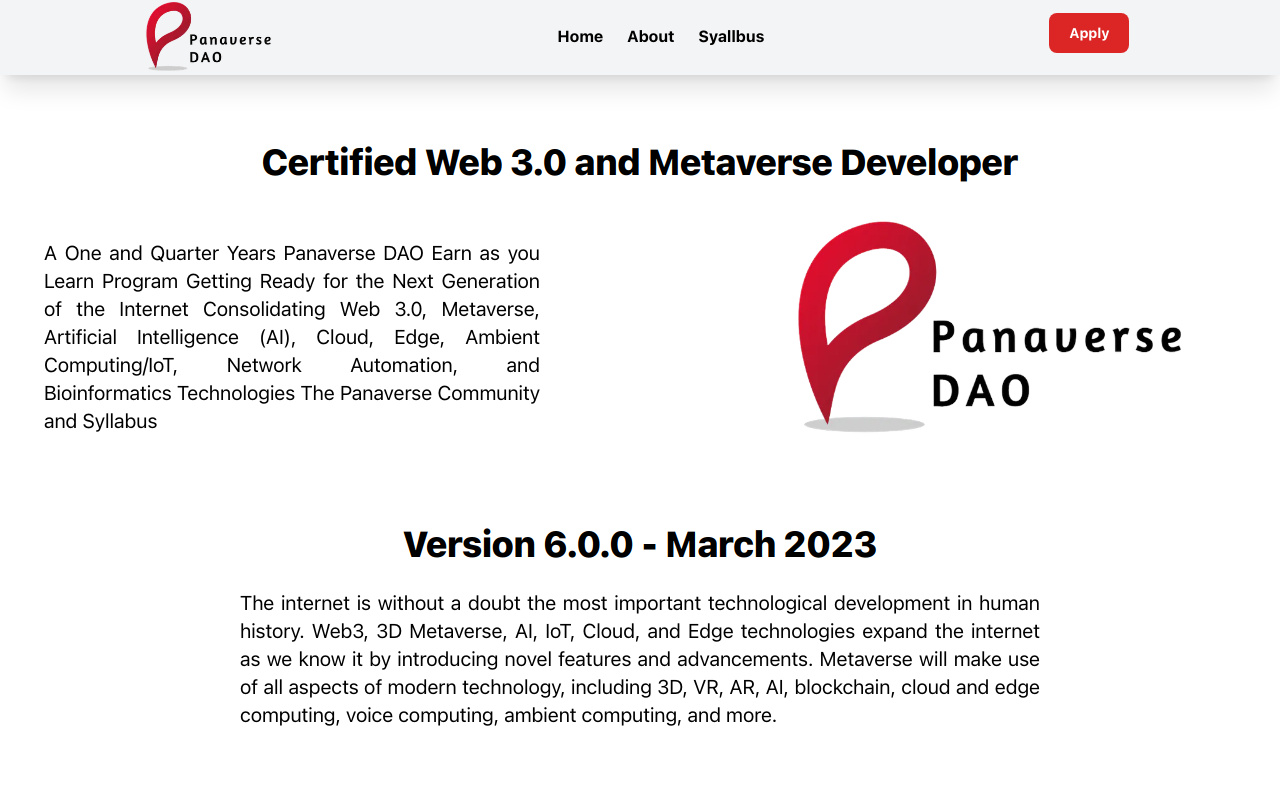 Panaverse
DAO
Home About Syallbus
Apply
Certified Web 3.0 and Metaverse Developer
A One and Quarter Years Panaverse DAO Earn as you
Learn Program Getting Ready for the Next Generation
of the Internet Consolidating Web 3.0, Metaverse,
Artificial Intelligence (AI), Cloud, Edge, Ambient
Computing/IoT, Network Automation, and
Bioinformatics Technologies The Panaverse Community
and Syllabus
Panaverse
DAO
Version 6.0.0 - March 2023
The internet is without a doubt the most important technological development in human
history. Web3, 3D Metaverse, AI, IoT, Cloud, and Edge technologies expand the internet
as we know it by introducing novel features and advancements. Metaverse will make use
of all aspects of modern technology, including 3D, VR, AR, AI, blockchain, cloud and edge
computing, voice computing, ambient computing, and more.